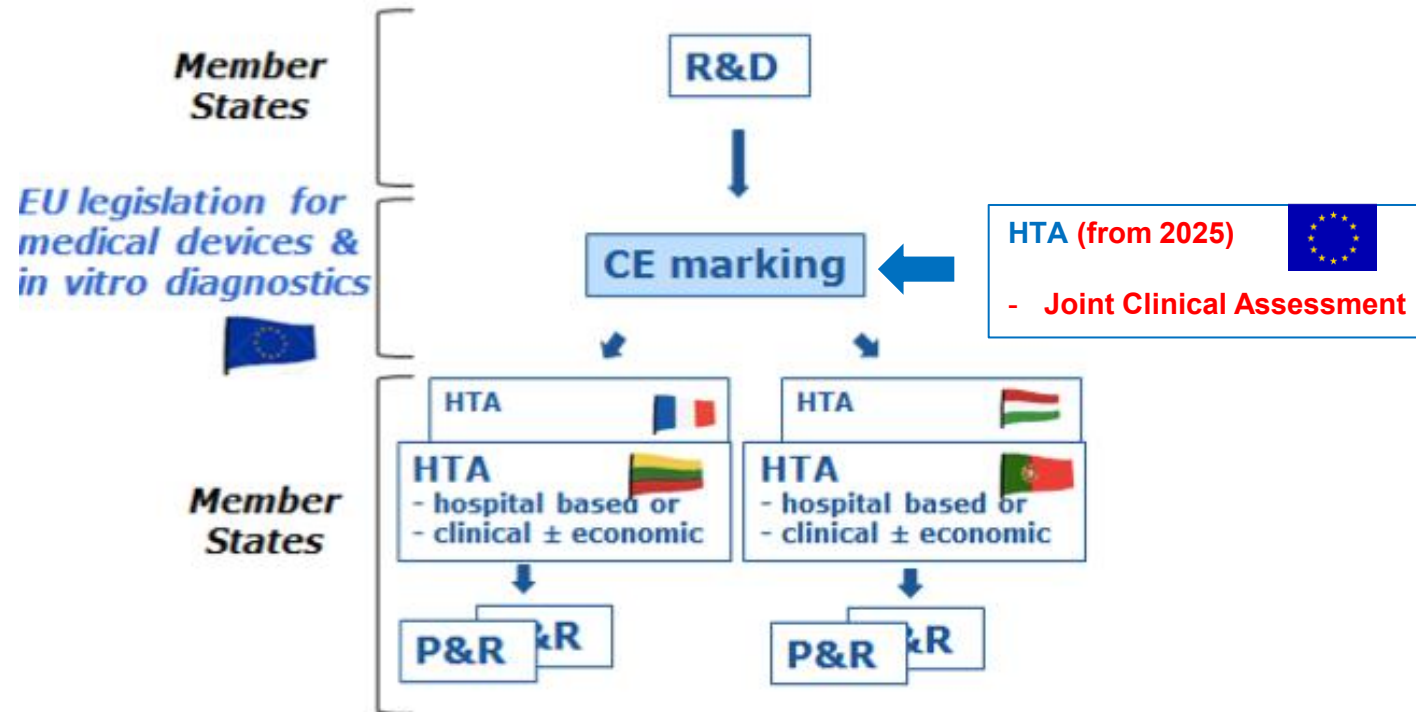 Member
States
R&D
EU legislation for
medical devices &
in vitro diagnostics
CE marking
HTA (from 2025)
- Joint Clinical Assessment
Member
States
HTA
HTA
- hospital based or
- clinical ± economic
P&R
&R
HTA
HTA
- hospital based or
- clinical ± economic
P&R
&R